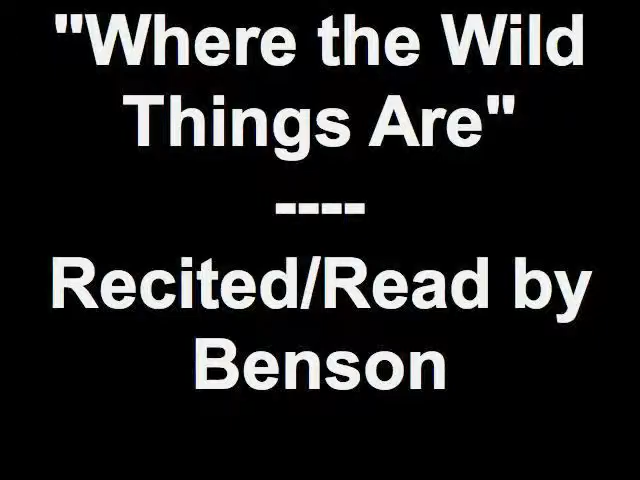 "Where the Wild
Things Are"
----
Recited/Read by
Benson